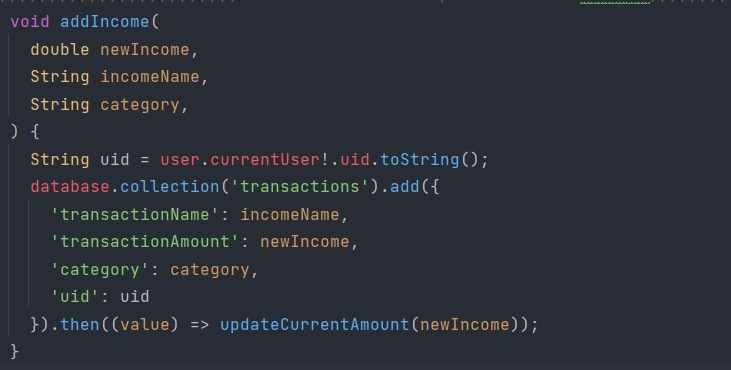 void addIncome(
  double newIncome,
  String incomeName,
  String category,
) {
  String uid = user.currentUser!.uid.toString();
  database.collection('transactions').add({
    'transactionName': incomeName,
    'transactionAmount': newIncome,
    'category': category,
    'uid': uid
  }).then((value) => updateCurrentAmount(newIncome));
}